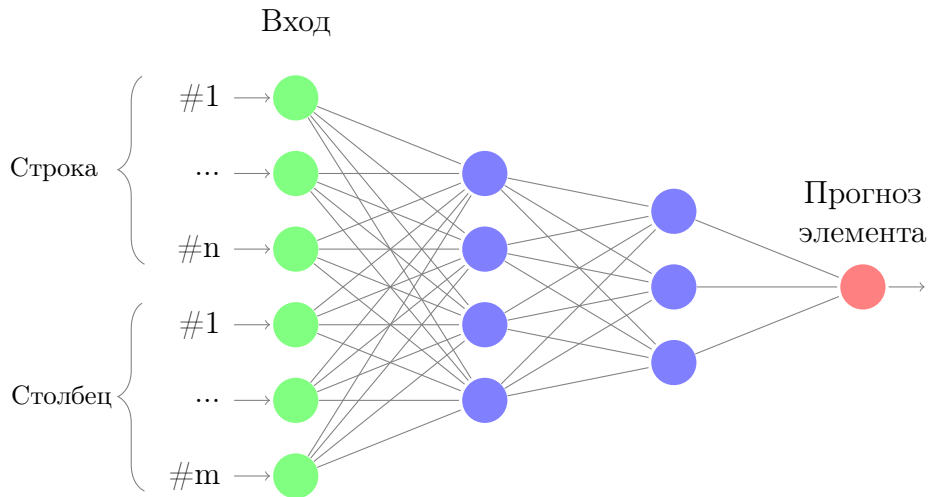 Вход
#1
...
#n
Строка
#1
...
#m
Столбец
Прогноз
элемента